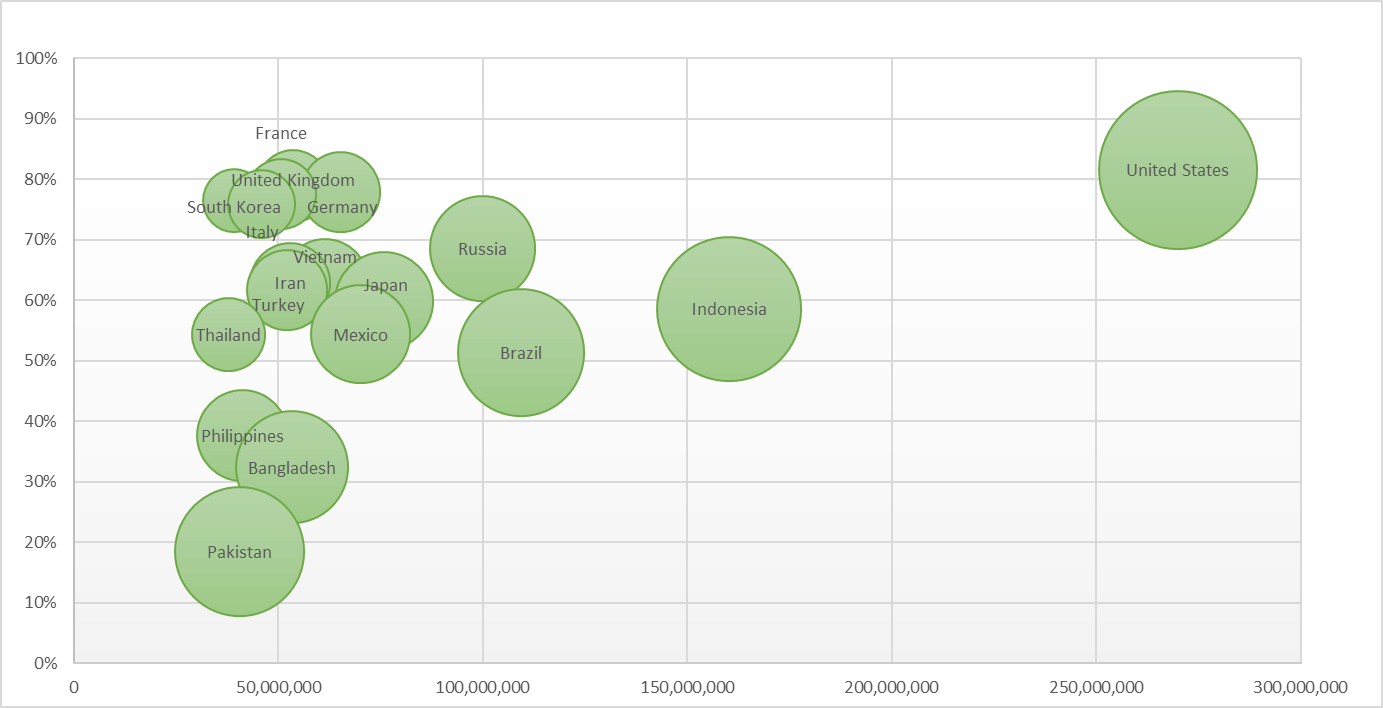 100%
90%
80%
70%
60%
50%
40%
30%
20%
10%
0%
France
United Kingdom
South Korea
Germany
Italy
Vietnam
Iran
Turkey
Japan
Thailand
Mexico
Russia
Brazil
Indonesia
United States
Philippines
Bangladesh
Pakistan
0
50,000,000
100,000,000
150,000,000
200,000,000
250,000,000
300,000,000